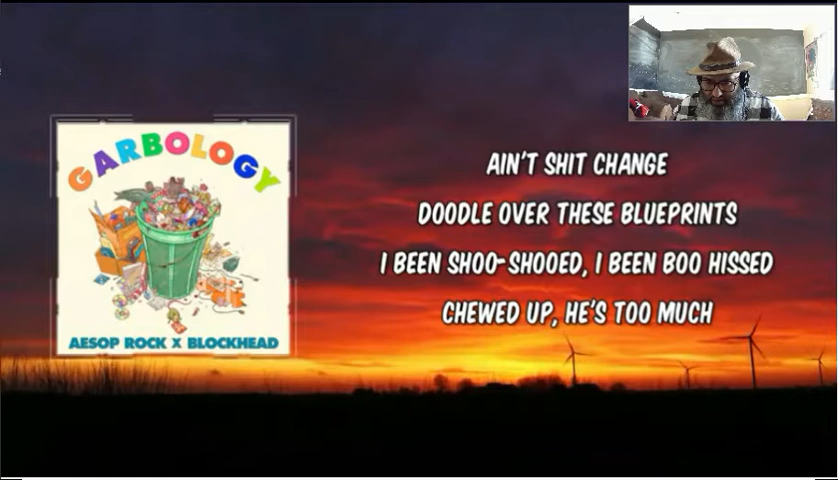 GARBOLOGY
AESOP ROCK X BLOCKHEAD
AIN'T SHIT CHANGE
DOODLE OVER THESE BLUEPRINTS
I BEEN SHOO-SHOOED, I BEEN BOO HISSED
CHEWED UP, HE'S TOO MUCH